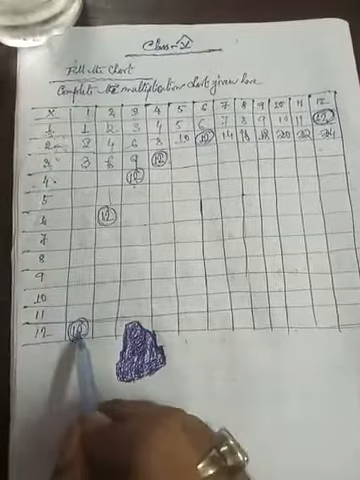 Class - V
Fill the Chart
Complete the multiplication chart given here
X 1 2 3 4 5 6 7 8 9 10 11 12
1. 1 2 3 4 5 6 7 8 9 10 11 12
2. 2 4 6 8 10 12 14 16 18 20 22 24
3. 3 6 9 12
4. 12
5
6 12
7
8
9
10
11
12 12